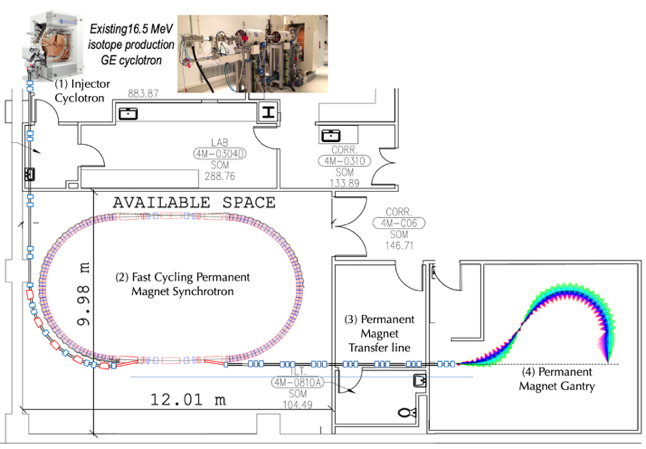 Existing16.5 MeV
isotope production
GE cyclotron
(1) Injector
Cyclotron
883.87
LAB
4M-0304D
SOM
288.76
CORR.
4M-0310
SOM
133.89
AVAILABLE SPACE
CORR.
4M-C06
SOM
146.71
(2) Fast Cycling Permanent
Magnet Synchrotron
9.98 m
(3) Permanent
Magnet
Transfer line
(4) Permanent
Magnet Gantry
12.01 m
4M-0810A
SOM
104.49